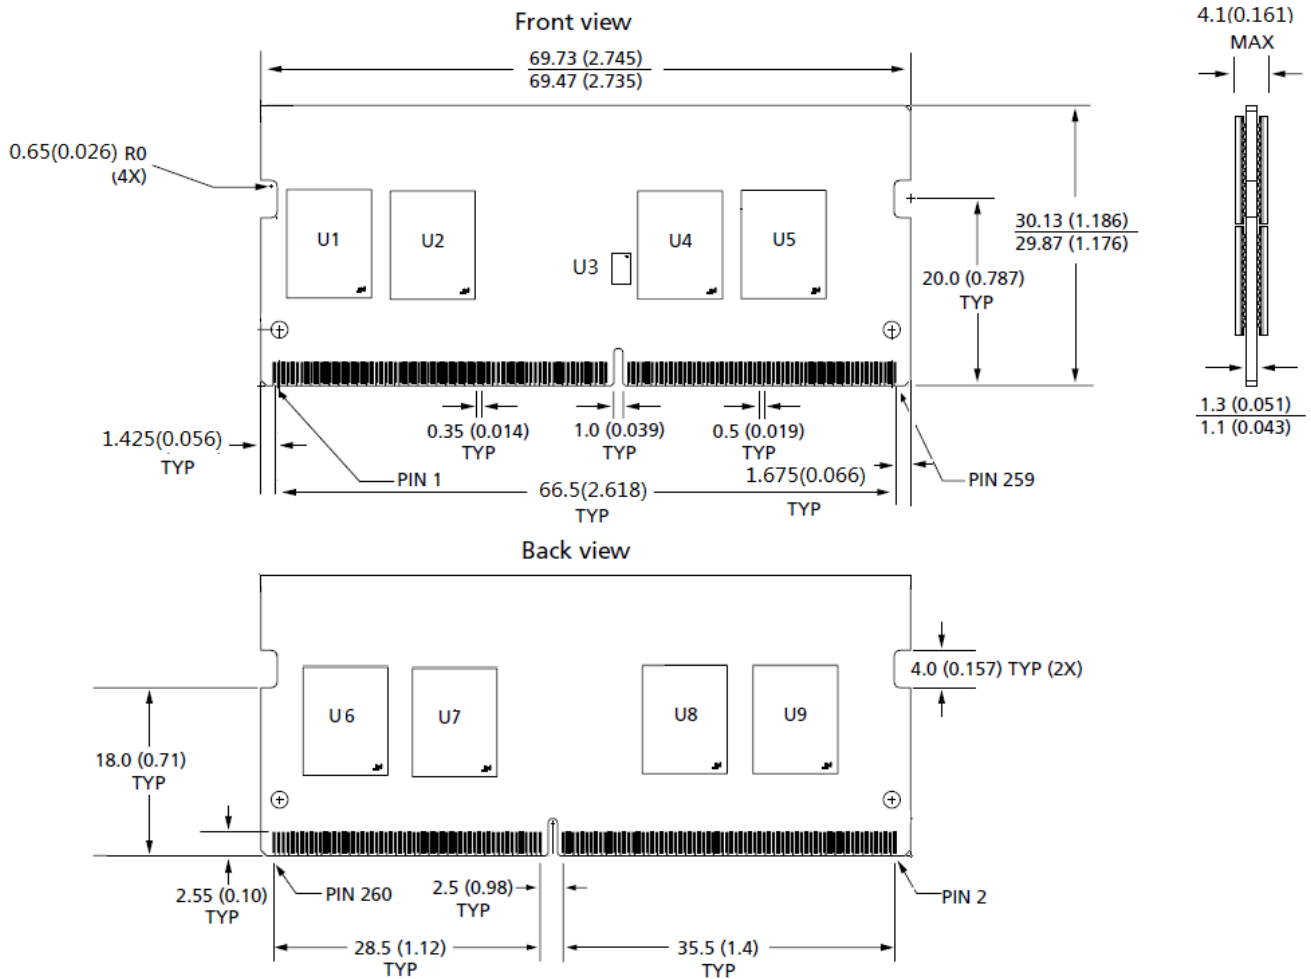 Front view
4.1(0.161)
MAX
69.73 (2.745)
69.47 (2.735)
0.65(0.026) R0
(4X)
U1
U2
U3
U4
U5
30.13 (1.186)
29.87 (1.176)
20.0 (0.787)
TYP
1.425(0.056)
TYP
0.35 (0.014)
TYP
1.0 (0.039)
TYP
0.5 (0.019)
TYP
1.3 (0.051)
1.1 (0.043)
PIN 1
66.5(2.618)
TYP
1.675(0.066)
TYP
PIN 259
Back view
4.0 (0.157) TYP (2X)
U6
U7
U8
U9
18.0 (0.71)
TYP
2.55 (0.10)
TYP
PIN 260
2.5 (0.98)
TYP
PIN 2
28.5 (1.12)
TYP
35.5 (1.4)
TYP